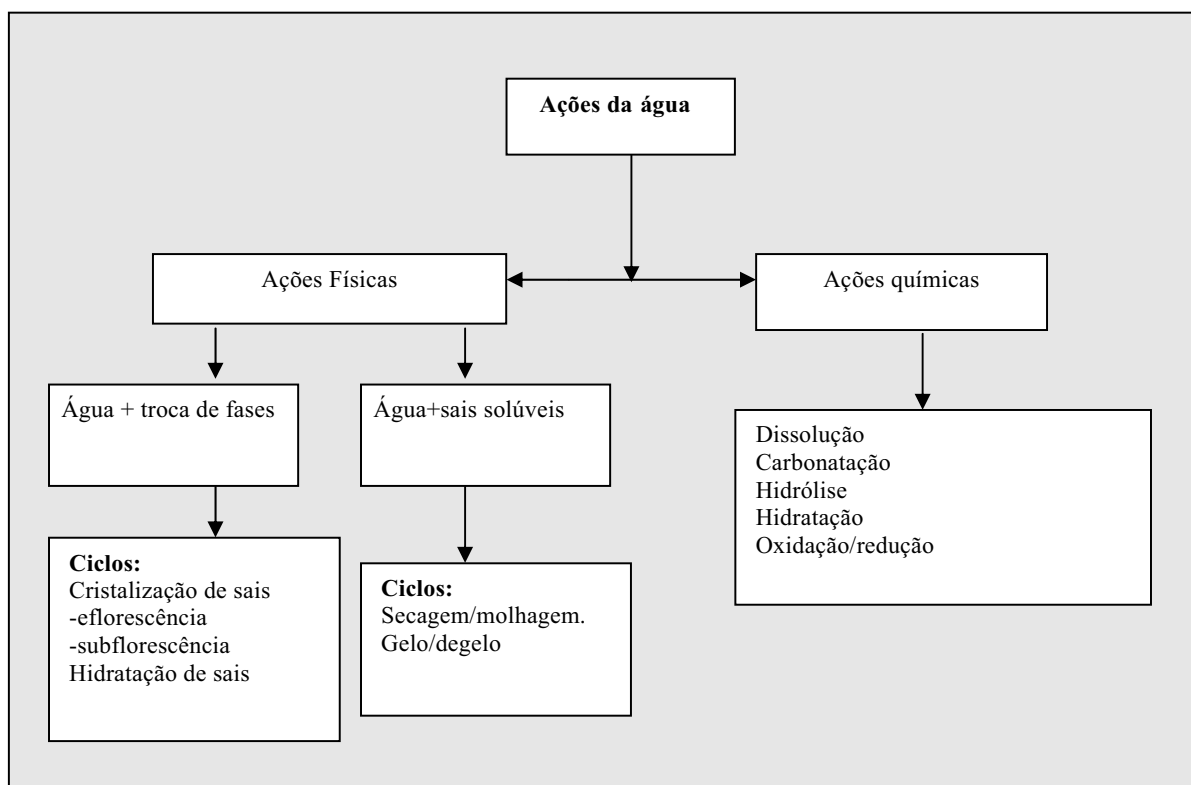 Ações da água
Ações Físicas
Ações químicas
Água + troca de fases
Água+sais solúveis
Dissolução
Carbonatação
Hidrólise
Hidratação
Oxidação/redução
Ciclos:
Cristalização de sais
-eflorescência
-subflorescência
Hidratação de sais
Ciclos:
Secagem/molhagem.
Gelo/degelo